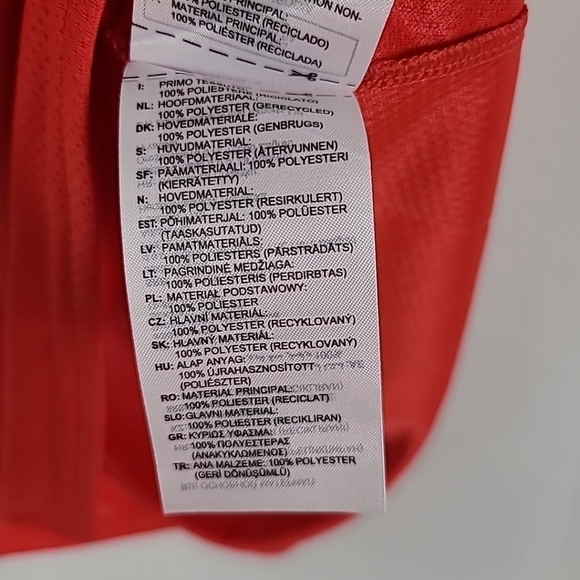 PRINCIPAL:
100% POLIESTER (RECICLADO)
MATERIAL PRINCIPAL:
100% POLIESTER (RECICLADA)
I: PRIMO
100% POLIESTERE (RICICLATO)
NL: HOOFDMATERIAAL:
100% POLYESTER (GERECYCLED)
DK: HOVEDMATERIALE:
100% POLYESTER (GENBRUGS)
S: HUVUDMATERIAL:
100% POLYESTER (ÅTERVUNNEN)
SF: PÄÄMATERIAALI: 100% POLYESTERI
(KIERRÄTETTY)
N: HOVEDMATERIAL:
100% POLYESTER (RESIRKULERT)
EST: PÕHIMATERJAL: 100% POLÜESTER
(TAASKASUTATUD)
LV: PAMATMATERIĀLS:
100% POLIESTERS (PĀRSTRĀDĀTS)
LT: PAGRINDINĖ MEDŽIAGA:
100% POLIESTERIS (PERDIRBTAS)
PL: MATERIAŁ PODSTAWOWY:
100% POLIESTER
CZ: HLAVNÍ MATERIÁL:
100% POLYESTER (RECYKLOVANÝ)
SK: HLAVNÝ MATERIÁL:
100% POLYESTER (RECYKLOVANÝ)
HU: ALAP ANYAG:
100% ÚJRAHASZNOSÍTOTT
(POLIÉSZTER)
RO: MATERIAL PRINCIPAL:
100% POLIESTER (RECICLAT)
SLO: GLAVNI MATERIAL:
100% POLIESTER (RECIKLIRAN)
GR: ΚΥΡΙΩΣ ΥΦΑΣΜΑ:
100% ΠΟΛΥΕΣΤΕΡΑΣ
(ΑΝΑΚΥΚΛΩΜΕΝΟΣ)
TR: ANA MALZEME: 100% POLYESTER
(GERİ DÖNÜŞÜMLÜ)